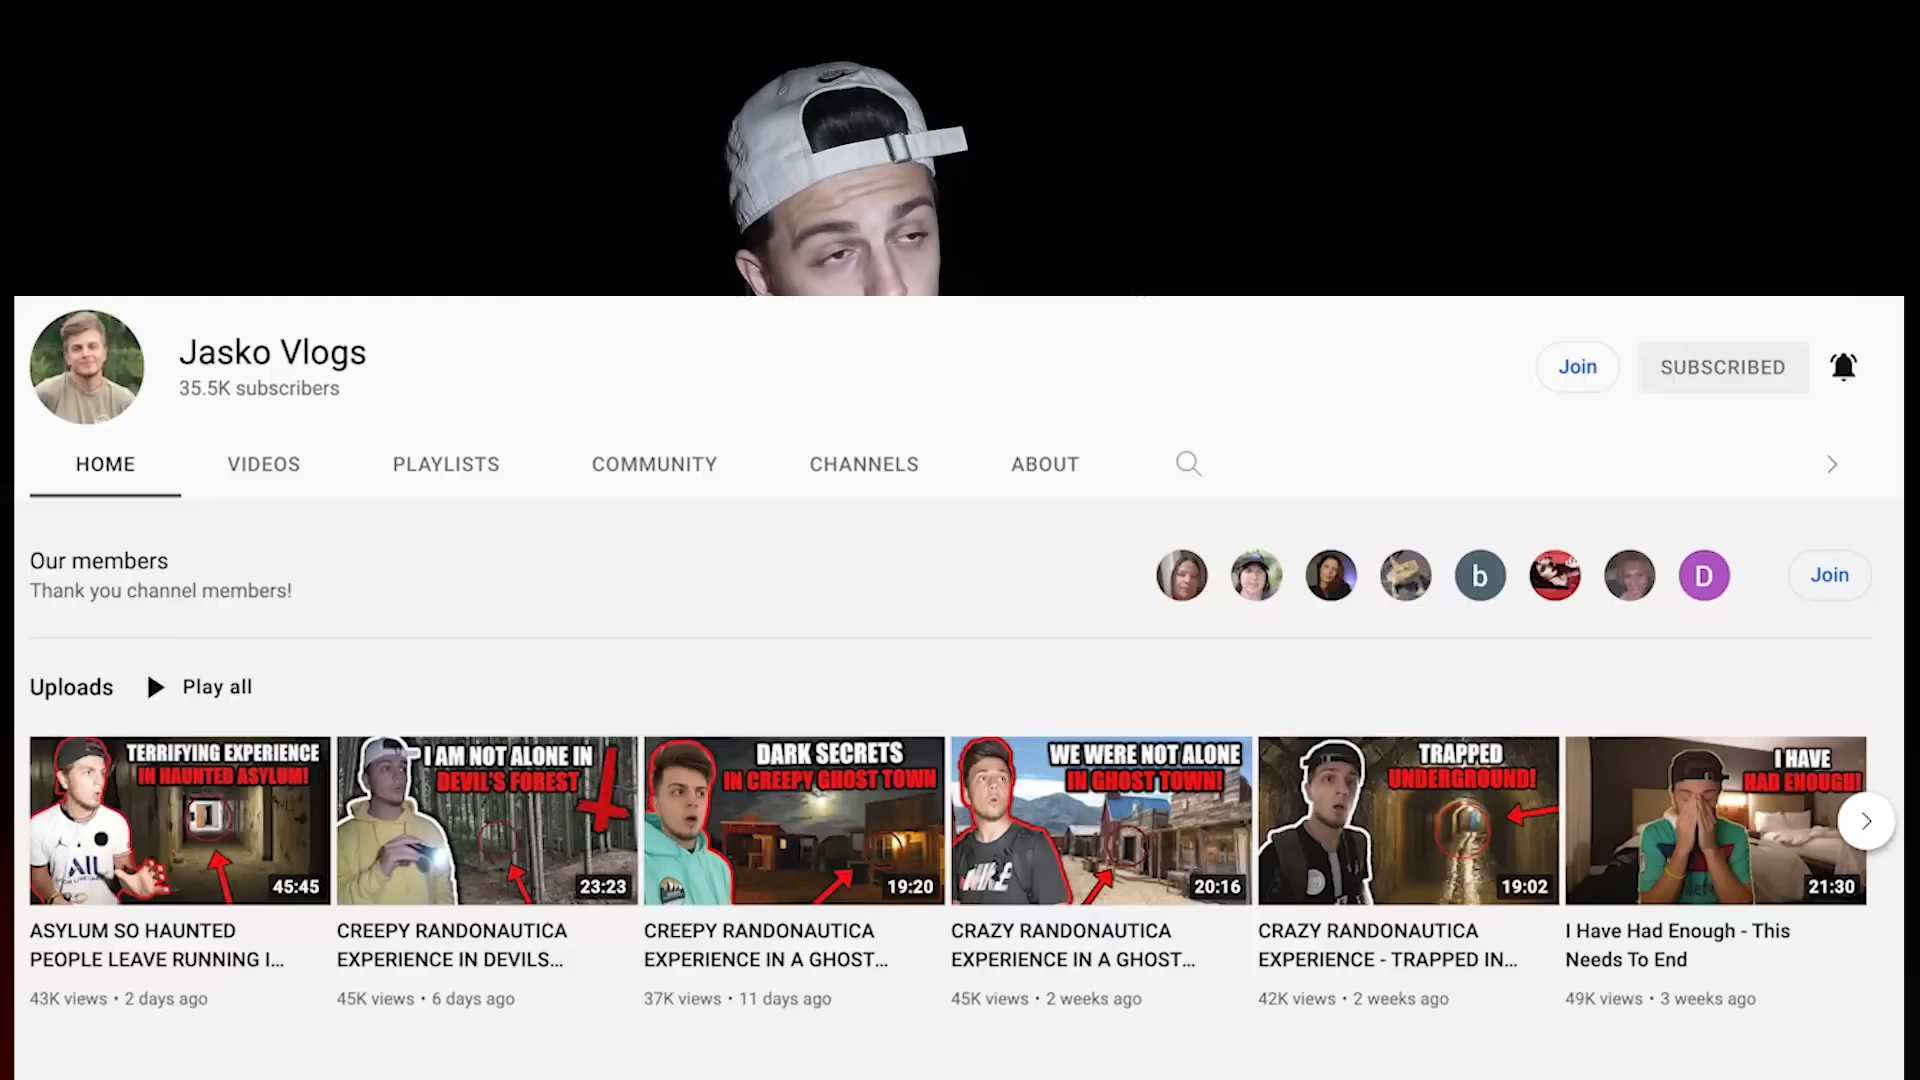 Jasko Vlogs
35.5K subscribers
Join
SUBSCRIBED
HOME
VIDEOS
PLAYLISTS
COMMUNITY
CHANNELS
ABOUT
Our members
Thank you channel members!
b
D
Join
Uploads
Play all
TERRIFYING EXPERIENCE
IN HAUNTED ASYLUM!
ALL
45:45
I AM NOT ALONE IN
DEVIL'S FOREST
23:23
DARK SECRETS
IN CREEPY GHOST TOWN
19:20
WE WERE NOT ALONE
IN GHOST TOWN!
NIKE
20:16
TRAPPED
UNDERGROUND!
19:02
I HAVE
HAD ENOUGH!
21:30
ASYLUM SO HAUNTED
PEOPLE LEAVE RUNNING I...
43K views • 2 days ago
CREEPY RANDONAUTICA
EXPERIENCE IN DEVILS...
45K views • 6 days ago
CREEPY RANDONAUTICA
EXPERIENCE IN A GHOST...
37K views • 11 days ago
CRAZY RANDONAUTICA
EXPERIENCE IN A GHOST...
45K views • 2 weeks ago
CRAZY RANDONAUTICA
EXPERIENCE - TRAPPED IN...
42K views • 2 weeks ago
I Have Had Enough - This
Needs To End
49K views • 3 weeks ago